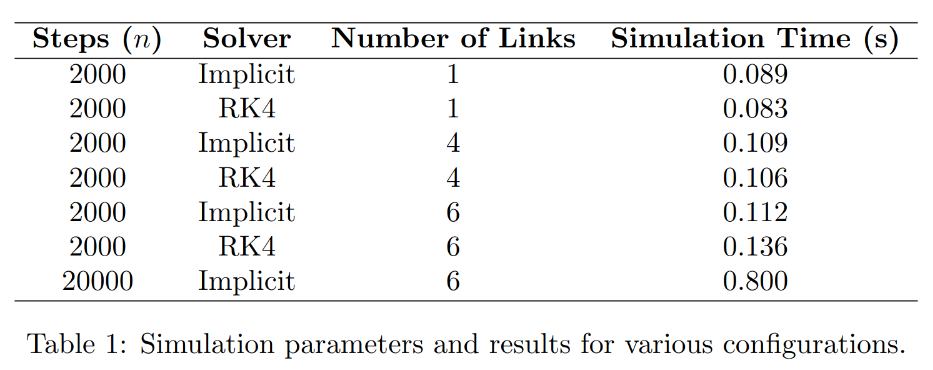 Steps (n) Solver Number of Links Simulation Time (s)
2000 Implicit 1 0.089
2000 RK4 1 0.083
2000 Implicit 4 0.109
2000 RK4 4 0.106
2000 Implicit 6 0.112
2000 RK4 6 0.136
20000 Implicit 6 0.800
Table 1: Simulation parameters and results for various configurations.